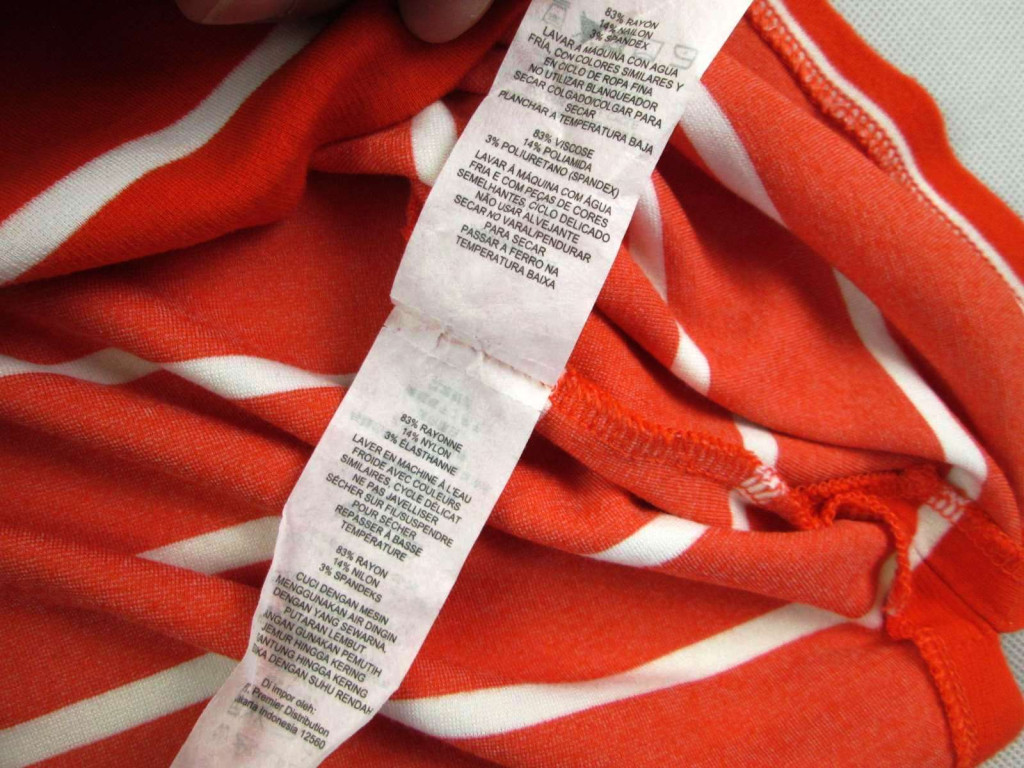 83% RAYON
14% NAILON
3% SPANDEX
LAVAR A MÁQUINA CON AGUA
FRÍA, CON COLORES SIMILARES Y
EN CICLO DE ROPA FINA
NO UTILIZAR BLANQUEADOR
SECAR COLGADO/COLGAR PARA
SECAR
PLANCHAR A TEMPERATURA BAJA
83% VISCOSE
14% POLIAMIDA
3% POLIURETANO (SPANDEX)
LAVAR À MÁQUINA COM ÁGUA
FRIA E COM PEÇAS DE CORES
SEMELHANTES, CICLO DELICADO
NÃO USAR ALVEJANTE
SECAR NO VARAL/PENDURAR
PARA SECAR
PASSAR A FERRO NA
TEMPERATURA BAIXA
83% RAYONNE
14% NYLON
3% ÉLASTHANNE
LAVER EN MACHINE À L'EAU
FROIDE AVEC COULEURS
SIMILAIRES, CYCLE DÉLICAT
NE PAS JAVELLISER
SÉCHER SUR FIL/SUSPENDRE
POUR SÉCHER
REPASSER À BASSE
TEMPÉRATURE
83% RAYON
14% NILON
3% SPANDEKS
CUCI DENGAN MESIN
MENGGUNAKAN AIR DINGIN
DENGAN YANG SEWARNA,
PUTARAN LEMBUT
GUNAKAN PEMUTIH
HINGGA KERING
HINGGA KERING
DENGAN SUHU RENDAH
Di impor oleh:
Premier Distribution
Indonesia 12560